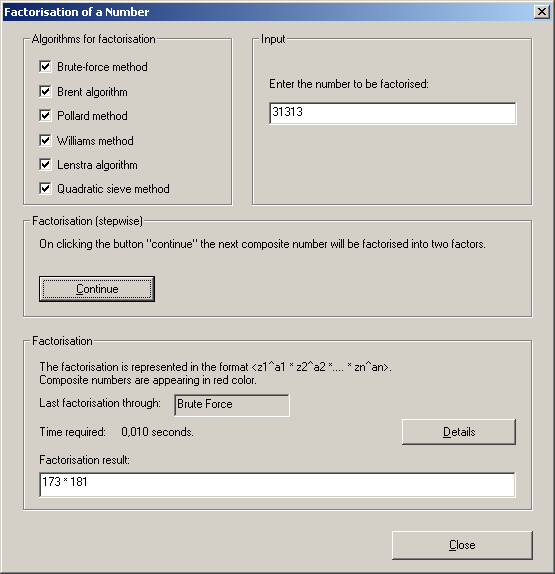 Factorisation of a Number
Algorithms for factorisation
Brute-force method
Brent algorithm
Pollard method
Williams method
Lenstra algorithm
Quadratic sieve method
Input
Enter the number to be factorised:
31313
Factorisation (stepwise)
On clicking the button "continue" the next composite number will be factorised into two factors.
Continue
Factorisation
The factorisation is represented in the format <z1^a1 * z2^a2 *.... * zn^an>.
Composite numbers are appearing in red color.
Last factorisation through: Brute Force
Time required: 0,010 seconds.
Details
Factorisation result:
173 * 181
Close